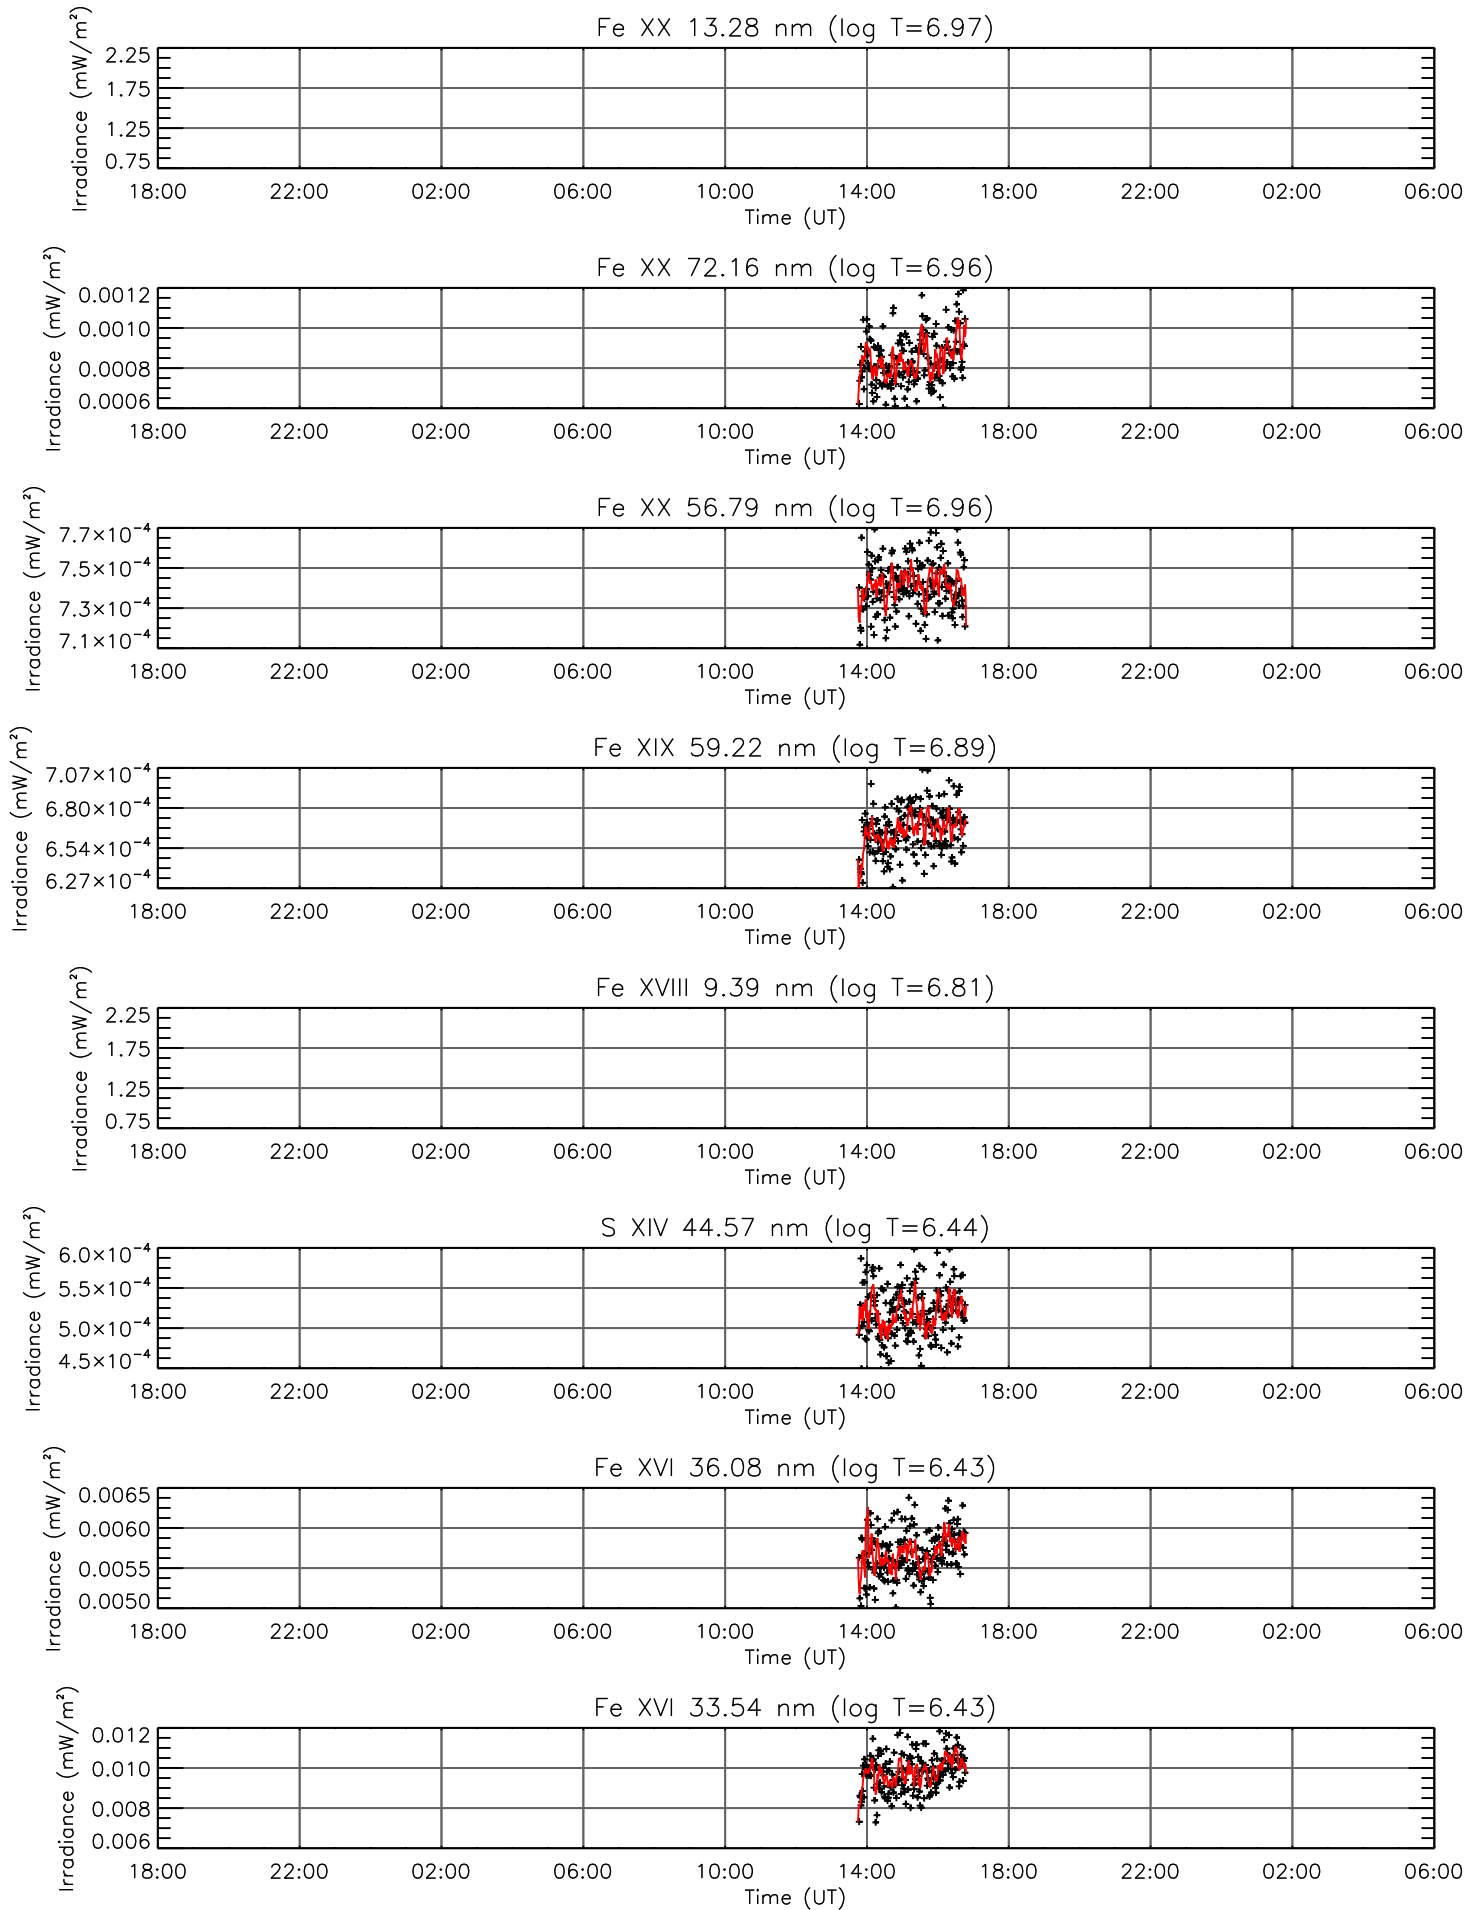 Fe XX 13.28 nm (log T=6.97)
Irradiance (mW/m²)
2.25
1.75
1.25
0.75
18:00 22:00 02:00 06:00 10:00 14:00 18:00 22:00 02:00 06:00
Time (UT)
Fe XX 72.16 nm (log T=6.96)
Irradiance (mW/m²)
0.0012
0.0010
0.0008
0.0006
18:00 22:00 02:00 06:00 10:00 14:00 18:00 22:00 02:00 06:00
Time (UT)
Fe XX 56.79 nm (log T=6.96)
Irradiance (mW/m²)
7.7×10⁻⁴
7.5×10⁻⁴
7.3×10⁻⁴
7.1×10⁻⁴
18:00 22:00 02:00 06:00 10:00 14:00 18:00 22:00 02:00 06:00
Time (UT)
Fe XIX 59.22 nm (log T=6.89)
Irradiance (mW/m²)
7.07×10⁻⁴
6.80×10⁻⁴
6.54×10⁻⁴
6.27×10⁻⁴
18:00 22:00 02:00 06:00 10:00 14:00 18:00 22:00 02:00 06:00
Time (UT)
Fe XVIII 9.39 nm (log T=6.81)
Irradiance (mW/m²)
2.25
1.75
1.25
0.75
18:00 22:00 02:00 06:00 10:00 14:00 18:00 22:00 02:00 06:00
Time (UT)
S XIV 44.57 nm (log T=6.44)
Irradiance (mW/m²)
6.0×10⁻⁴
5.5×10⁻⁴
5.0×10⁻⁴
4.5×10⁻⁴
18:00 22:00 02:00 06:00 10:00 14:00 18:00 22:00 02:00 06:00
Time (UT)
Fe XVI 36.08 nm (log T=6.43)
Irradiance (mW/m²)
0.0065
0.0060
0.0055
0.0050
18:00 22:00 02:00 06:00 10:00 14:00 18:00 22:00 02:00 06:00
Time (UT)
Fe XVI 33.54 nm (log T=6.43)
Irradiance (mW/m²)
0.012
0.010
0.008
0.006
18:00 22:00 02:00 06:00 10:00 14:00 18:00 22:00 02:00 06:00
Time (UT)